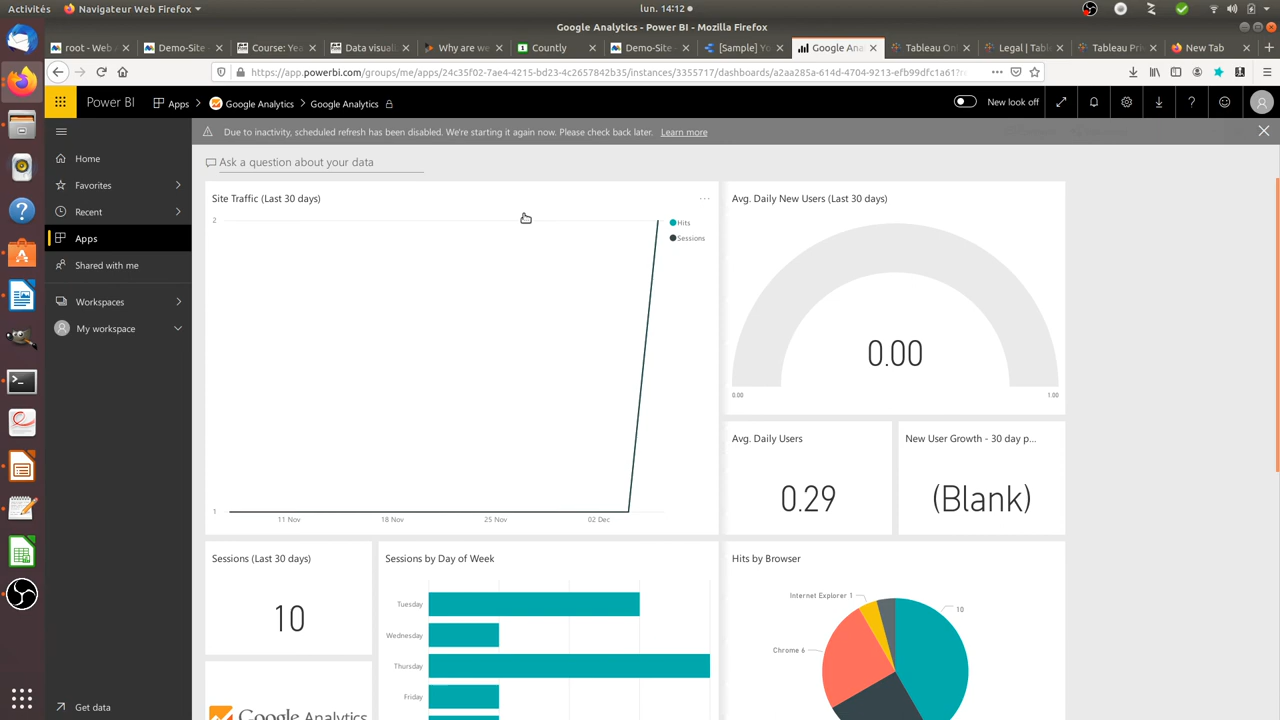 Activités
Firefox Web Browser
lun. 14:12
Google Analytics - Power BI - Mozilla Firefox
root - Web A
Demo-Site -
Course: Yea
Data visuali
Why are we
Countly
Demo-Site -
[Sample] Yo
Google Ana
Tableau Onl
Legal | Tab
Tableau Pri
New Tab
https://app.powerbi.com/groups/me/apps/24c35f02-7ae4-4215-bd23-4c2657842b35/instances/3355717/dashboards/a2aa285a-614d-4704-9213-efb99dfc1a61?
Power BI
Apps
Google Analytics
Google Analytics
New look off
Due to inactivity, scheduled refresh has been disabled. We're starting it again now. Please check back later. Learn more
Home
Favorites
Recent
Apps
Shared with me
Workspaces
My workspace
Get data
Ask a question about your data
Site Traffic (Last 30 days)
2
Hits
Sessions
1
11 Nov
18 Nov
25 Nov
02 Dec
Avg. Daily New Users (Last 30 days)
0.00
0.00
1.00
Avg. Daily Users
0.29
New User Growth - 30 day p...
(Blank)
Sessions (Last 30 days)
10
Google Analytics
Sessions by Day of Week
Tuesday
Wednesday
Thursday
Friday
Hits by Browser
Internet Explorer 1
10
Chrome 6